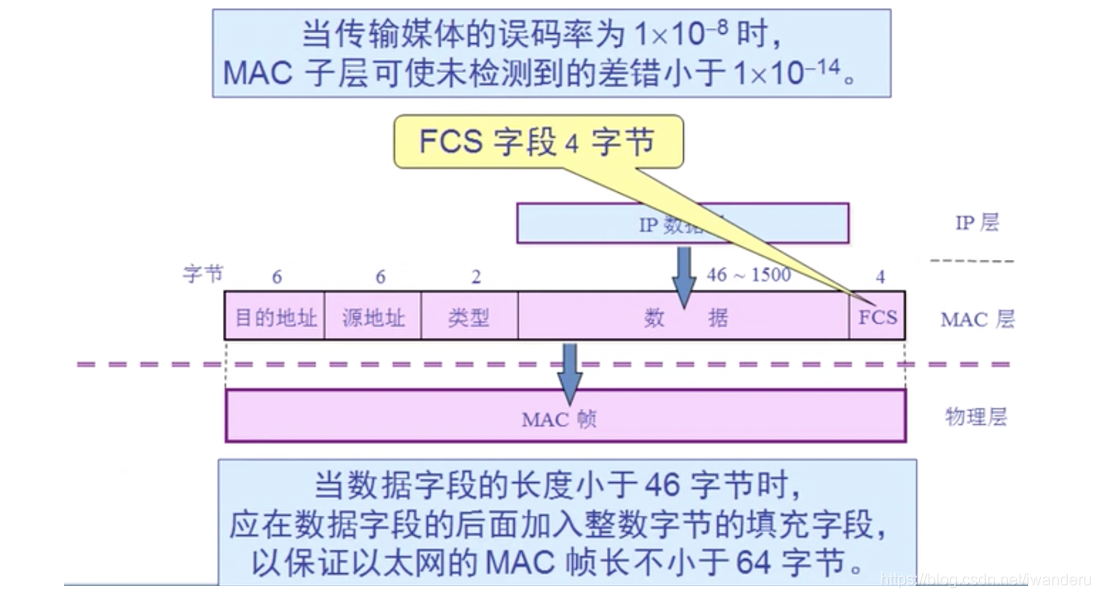 当传输媒体的误码率为 1×10⁻⁸ 时，
MAC 子层可使未检测到的差错小于 1×10⁻¹⁴。
FCS 字段 4 字节
IP 数据
IP 层
字节 6 6 2 46 ~ 1500 4
目的地址 源地址 类型 数 据 FCS MAC 层
MAC 帧 物理层
当数据字段的长度小于 46 字节时，
应在数据字段的后面加入整数字节的填充字段，
以保证以太网的 MAC 帧长不小于 64 字节。
https://blog.csdn.net/iwanderu